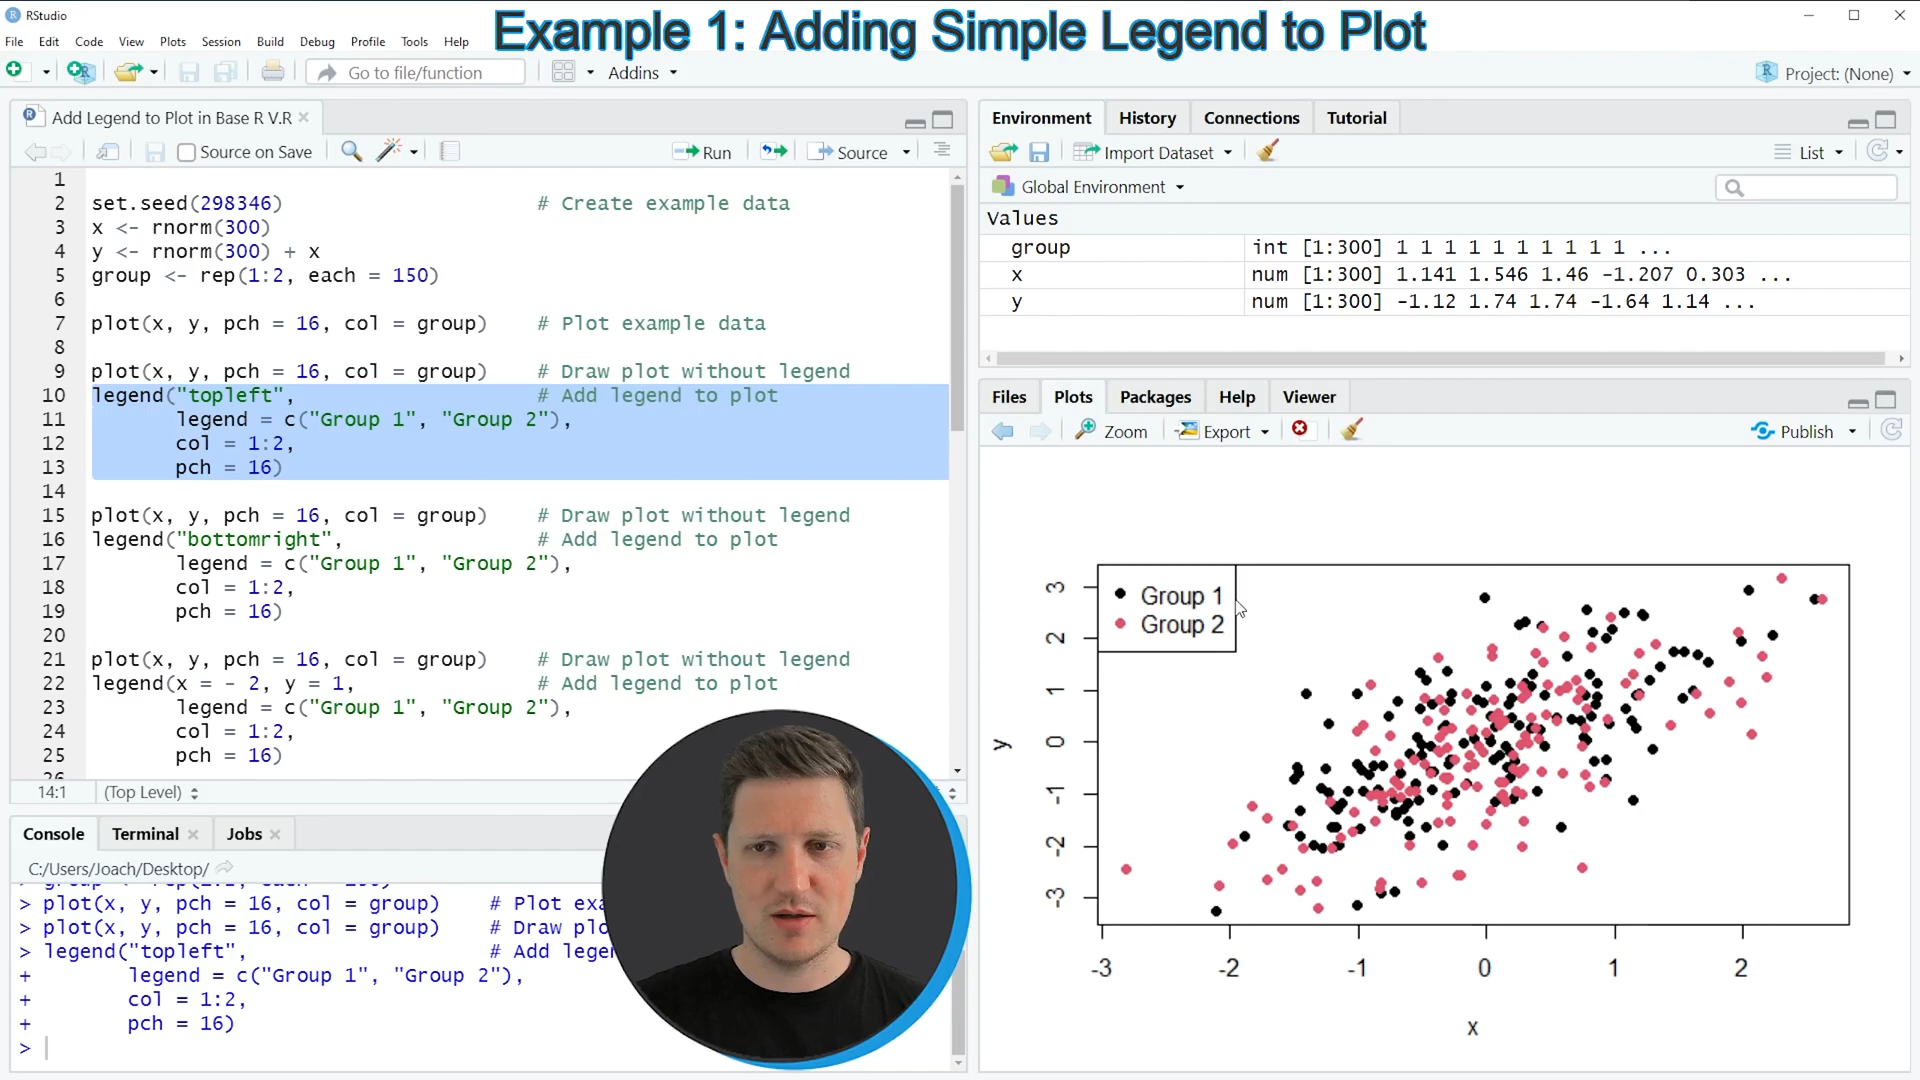 RStudio
Example 1: Adding Simple Legend to Plot
File Edit Code View Plots Session Build Debug Profile Tools Help
Go to file/function
Addins
Project: (None)
Add Legend to Plot in Base R V.R
Source on Save
Run
Source
1
2 set.seed(298346) # Create example data
3 x <- rnorm(300)
4 y <- rnorm(300) + x
5 group <- rep(1:2, each = 150)
6
7 plot(x, y, pch = 16, col = group) # Plot example data
8
9 plot(x, y, pch = 16, col = group) # Draw plot without legend
10 legend("topleft", # Add legend to plot
11 legend = c("Group 1", "Group 2"),
12 col = 1:2,
13 pch = 16)
14
15 plot(x, y, pch = 16, col = group) # Draw plot without legend
16 legend("bottomright", # Add legend to plot
17 legend = c("Group 1", "Group 2"),
18 col = 1:2,
19 pch = 16)
20
21 plot(x, y, pch = 16, col = group) # Draw plot without legend
22 legend(x = - 2, y = 1, # Add legend to plot
23 legend = c("Group 1", "Group 2"),
24 col = 1:2,
25 pch = 16)
14:1 (Top Level)
Console Terminal Jobs
C:/Users/Joach/Desktop/
> plot(x, y, pch = 16, col = group) # Plot
> plot(x, y, pch = 16, col = group) # Draw
> legend("topleft", # Add
+ legend = c("Group 1", "Group 2"),
+ col = 1:2,
+ pch = 16)
>
Environment History Connections Tutorial
Import Dataset
List
Global Environment
Values
group int [1:300] 1 1 1 1 1 1 1 1 1 1 ...
x num [1:300] 1.141 1.546 1.46 -1.207 0.303 ...
y num [1:300] -1.12 1.74 1.74 -1.64 1.14 ...
Files Plots Packages Help Viewer
Zoom Export
Publish
Group 1
Group 2
3
2
1
0
-1
-2
-3
y
-3 -2 -1 0 1 2
x